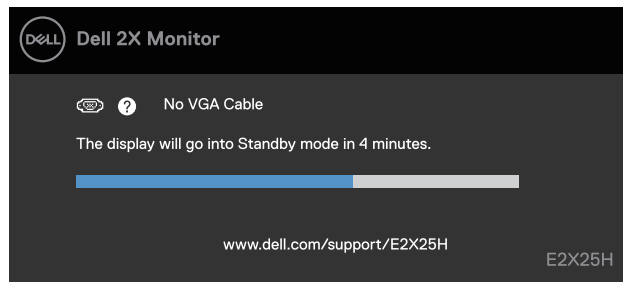 DELL Dell 2X Monitor
? No VGA Cable
The display will go into Standby mode in 4 minutes.
www.dell.com/support/E2X25H
E2X25H